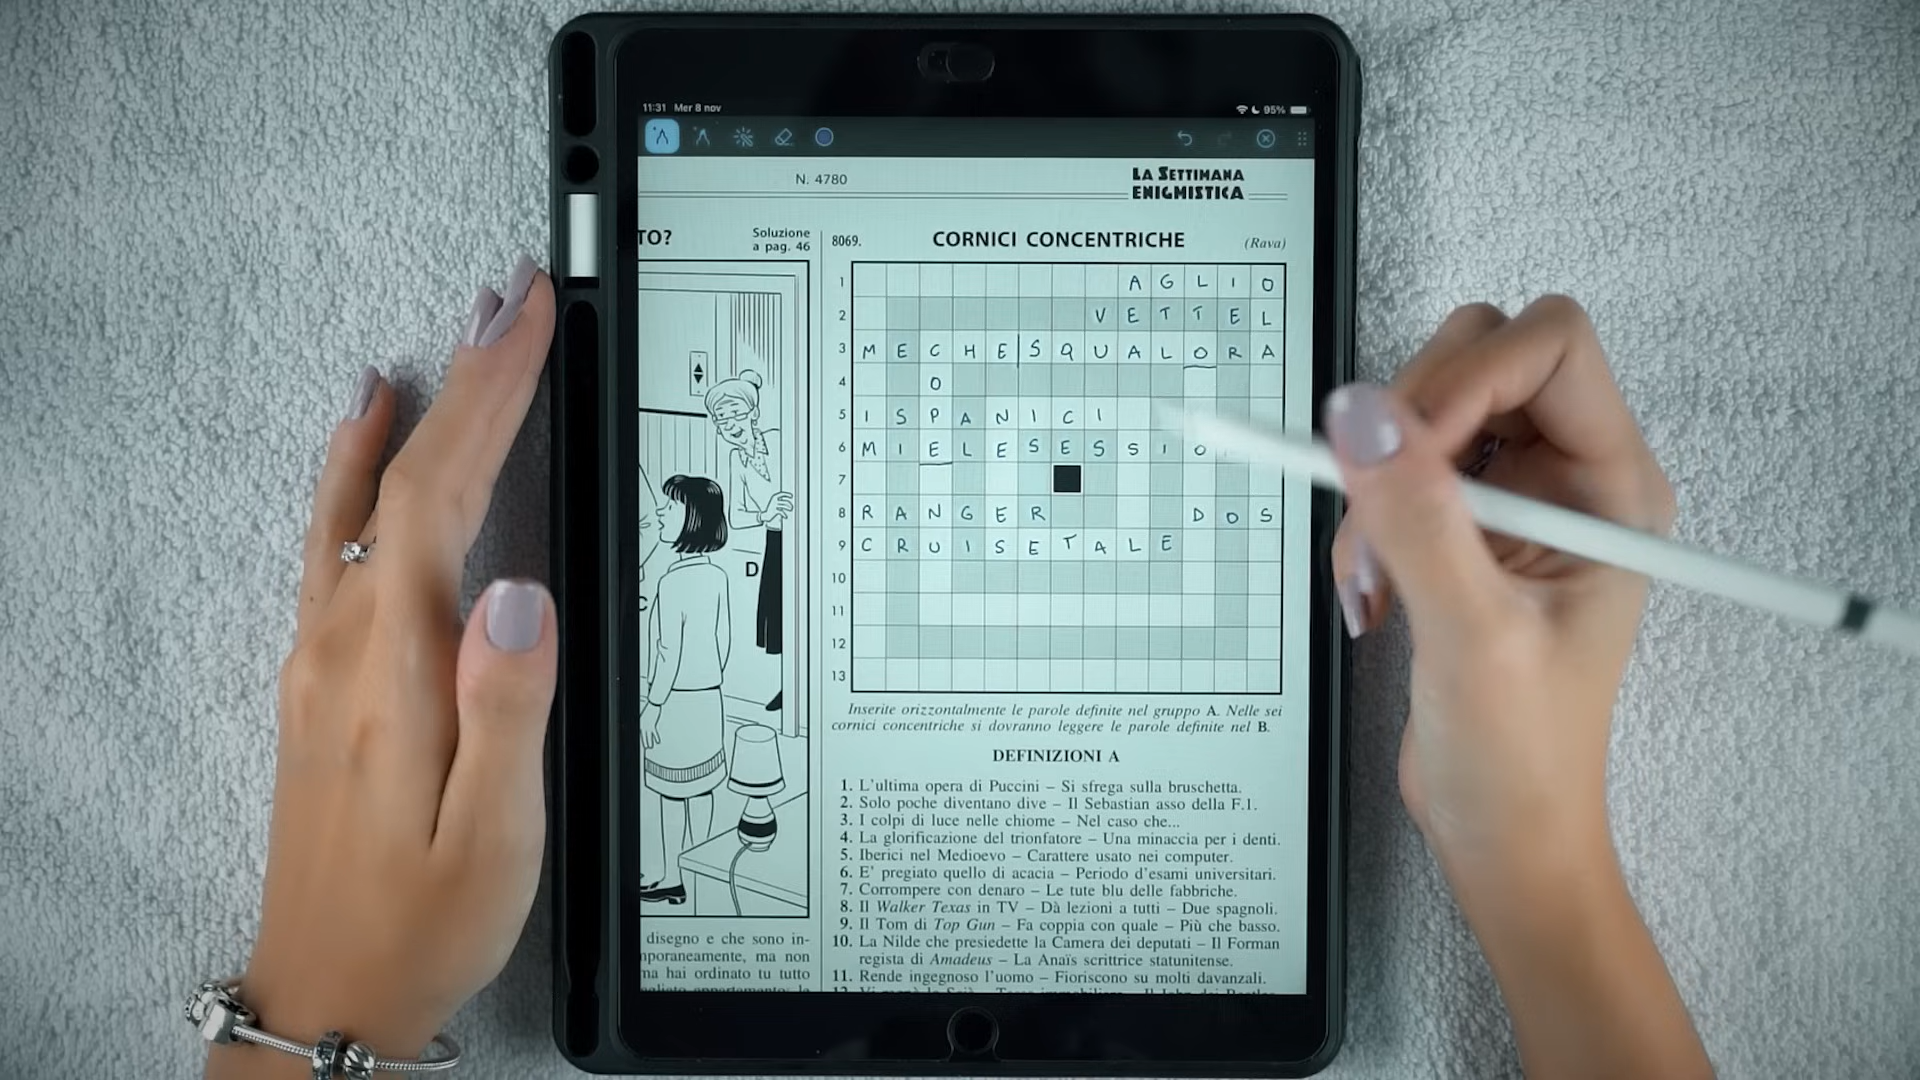 11:31 Mer 8 nov
95%
N. 4780
LA SETTIMANA
ENIGMISTICA
TO?
Soluzione
a pag. 46
8069.
CORNICI CONCENTRICHE
(Rava)
1 A G L I O
2 V E T T E L
3 M E C H E S Q U A L O R A
4 O
5 I S P A N I C I
6 M I E L E S E S S I O
7
8 R A N G E R D O S
9 C R U I S E T A L E
10
11
12
13
D
C
Inserite orizzontalmente le parole definite nel gruppo A. Nelle sei
cornici concentriche si dovranno leggere le parole definite nel B.
DEFINIZIONI A
1. L'ultima opera di Puccini – Si sfrega sulla bruschetta.
2. Solo poche diventano dive – Il Sebastian asso della F.1.
3. I colpi di luce nelle chiome – Nel caso che...
4. La glorificazione del trionfatore – Una minaccia per i denti.
5. Iberici nel Medioevo – Carattere usato nei computer.
6. E' pregiato quello di acacia – Periodo d'esami universitari.
7. Corrompere con denaro – Le tute blu delle fabbriche.
8. Il Walker Texas in TV – Dà lezioni a tutti – Due spagnoli.
9. Il Tom di Top Gun – Fa coppia con quale – Più che basso.
10. La Nilde che presiedette la Camera dei deputati – Il Forman
regista di Amadeus – La Anaïs scrittrice statunitense.
11. Rende ingegnoso l'uomo – Fioriscono su molti davanzali.
disegno e che sono in-
mporaneamente, ma non
ma hai ordinato tu tutto